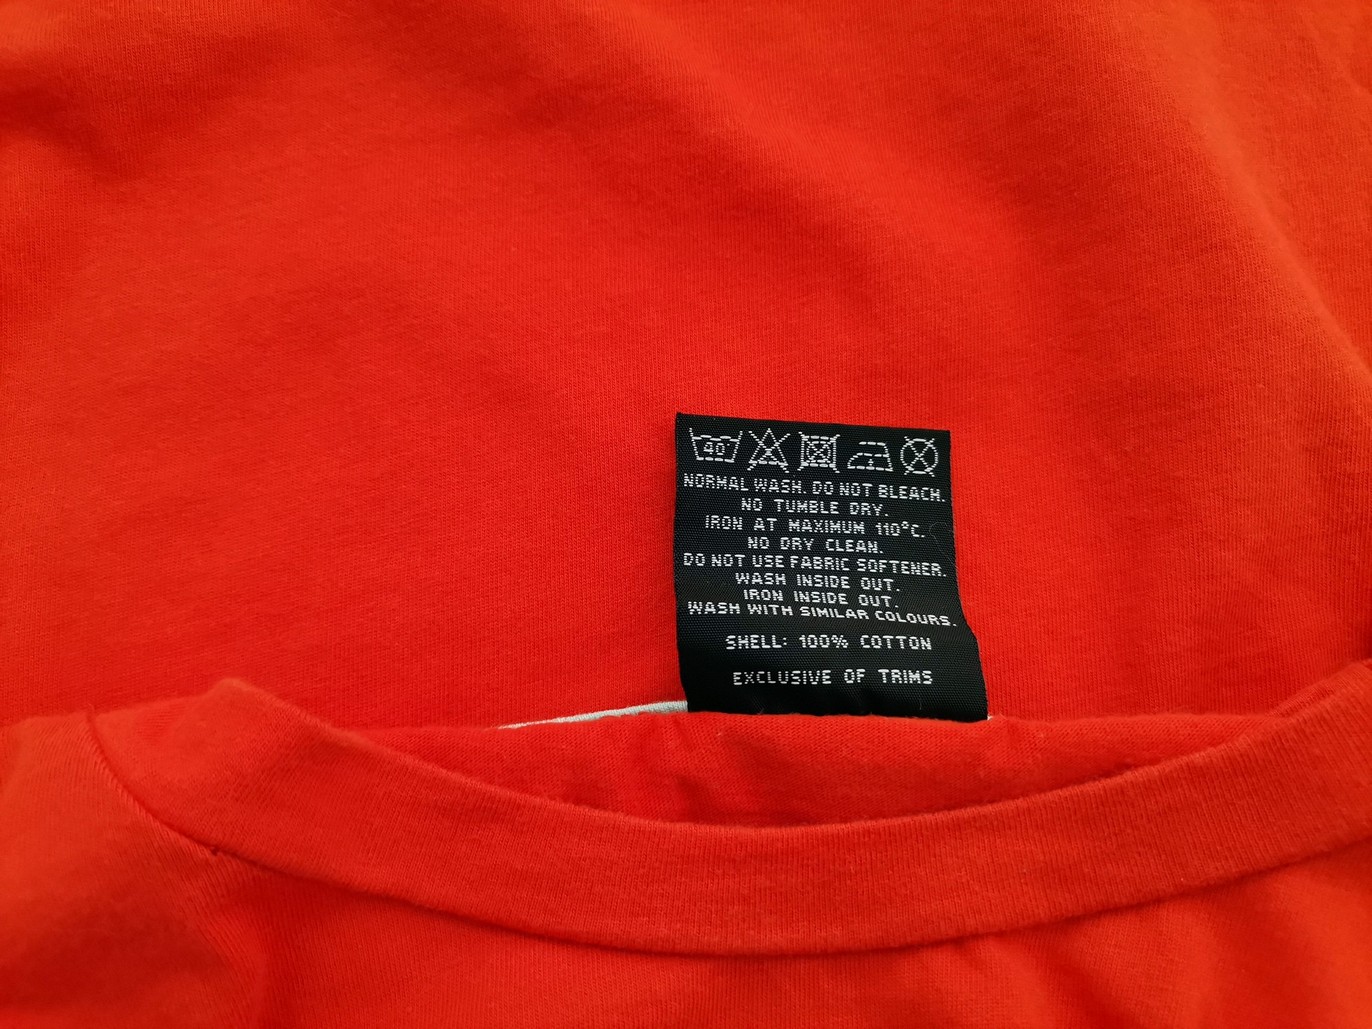 40°
NORMAL WASH. DO NOT BLEACH.
NO TUMBLE DRY.
IRON AT MAXIMUM 110°C.
NO DRY CLEAN.
DO NOT USE FABRIC SOFTENER.
WASH INSIDE OUT.
IRON INSIDE OUT.
WASH WITH SIMILAR COLOURS.
SHELL: 100% COTTON
EXCLUSIVE OF TRIMS